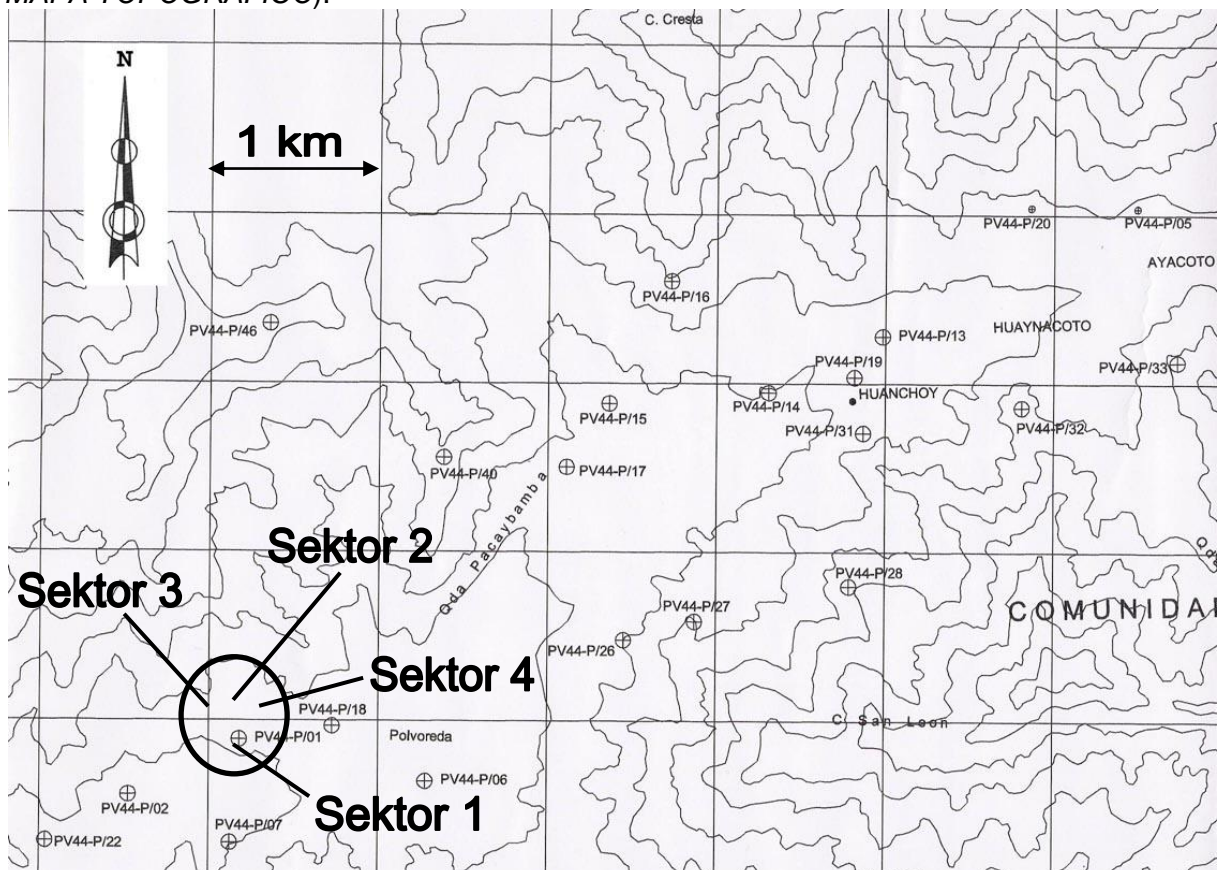 MAPA TOPOGRÁFICO).
C. Cresta
N
1 km
PV44-P/20
PV44-P/05
AYACOTO
PV44-P/16
PV44-P/46
HUAYNACOTO
PV44-P/13
PV44-P/19
PV44-P/33
HUANCHOY
PV44-P/14
PV44-P/15
PV44-P/31
PV44-P/32
PV44-P/40
PV44-P/17
Qda Pacaybamba
Sektor 2
Sektor 3
PV44-P/28
COMUNIDA
PV44-P/27
PV44-P/26
Sektor 4
PV44-P/18
C. San Leon
PV44-P/01
Polvoreda
PV44-P/06
PV44-P/02
Sektor 1
PV44-P/07
PV44-P/22